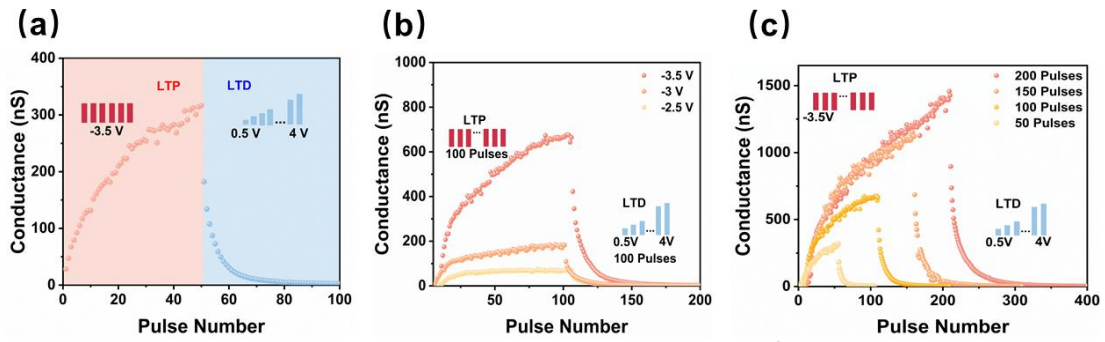 (a)
400
300
200
100
0
Conductance (nS)
LTP
LTD
-3.5 V
0.5 V ... 4 V
0 20 40 60 80 100
Pulse Number
(b)
1000
800
600
400
200
0
Conductance (nS)
-3.5 V
-3 V
-2.5 V
LTP
...
100 Pulses
LTD
...
0.5V 4V
100 Pulses
50 100 150 200
Pulse Number
(c)
1500
1000
500
0
Conductance (nS)
LTP
...
-3.5V
200 Pulses
150 Pulses
100 Pulses
50 Pulses
LTD
...
0.5V 4V
0 100 200 300 400
Pulse Number